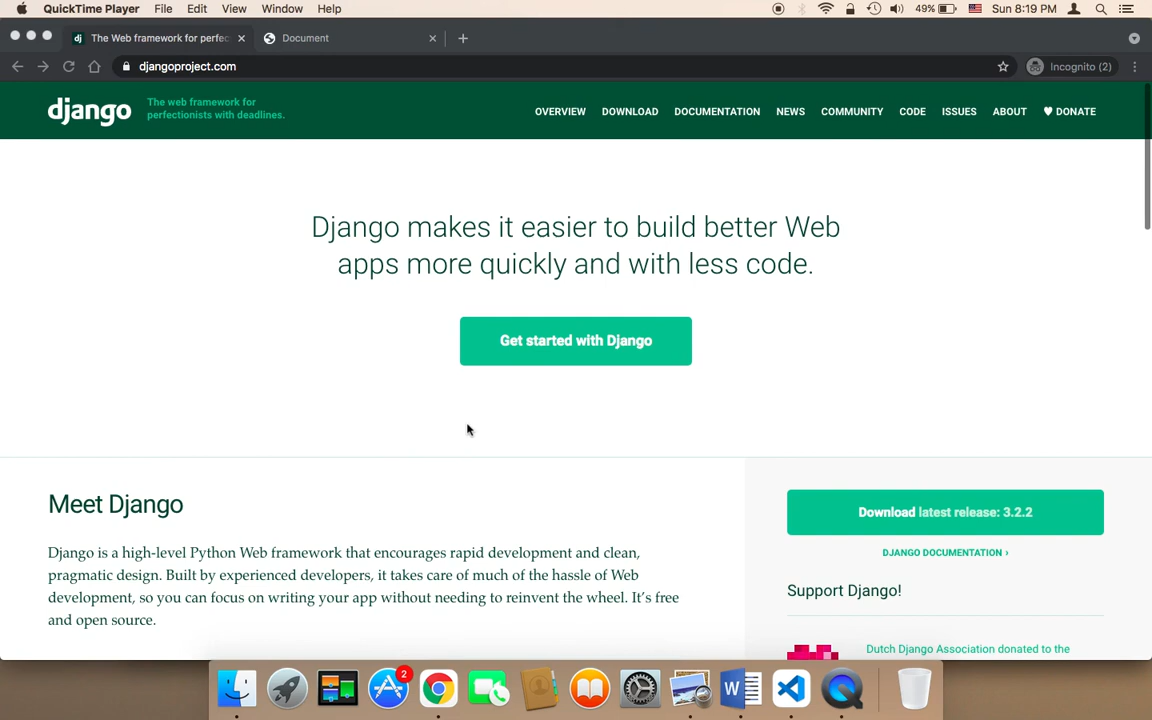 QuickTime Player File Edit View Window Help 49% Sun 8:19 PM
dj The Web framework for perfec Document
djangoproject.com Incognito (2)
django The web framework for perfectionists with deadlines. OVERVIEW DOWNLOAD DOCUMENTATION NEWS COMMUNITY CODE ISSUES ABOUT DONATE
Django makes it easier to build better Web
apps more quickly and with less code.
Get started with Django
Meet Django
Django is a high-level Python Web framework that encourages rapid development and clean,
pragmatic design. Built by experienced developers, it takes care of much of the hassle of Web
development, so you can focus on writing your app without needing to reinvent the wheel. It's free
and open source.
Download latest release: 3.2.2
DJANGO DOCUMENTATION ›
Support Django!
Dutch Django Association donated to the
2
W